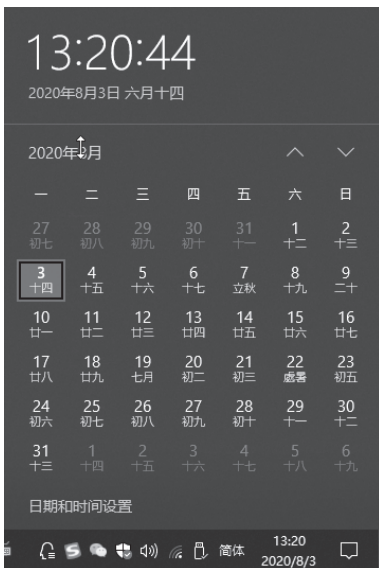 13:20:44
2020年8月3日 六月十四
2020年8月
一 二 三 四 五 六 日
27 28 29 30 31 1 2
初七 初八 初九 初十 十一 十二 十三
3 4 5 6 7 8 9
十四 十五 十六 十七 立秋 十九 二十
10 11 12 13 14 15 16
廿一 廿二 廿三 廿四 廿五 廿六 廿七
17 18 19 20 21 22 23
廿八 廿九 七月 初二 初三 處暑 初五
24 25 26 27 28 29 30
初六 初七 初八 初九 初十 十一 十二
31 1 2 3 4 5 6
十三 十四 十五 十六 十七 十八 十九
日期和时间设置
简体 13:20
2020/8/3